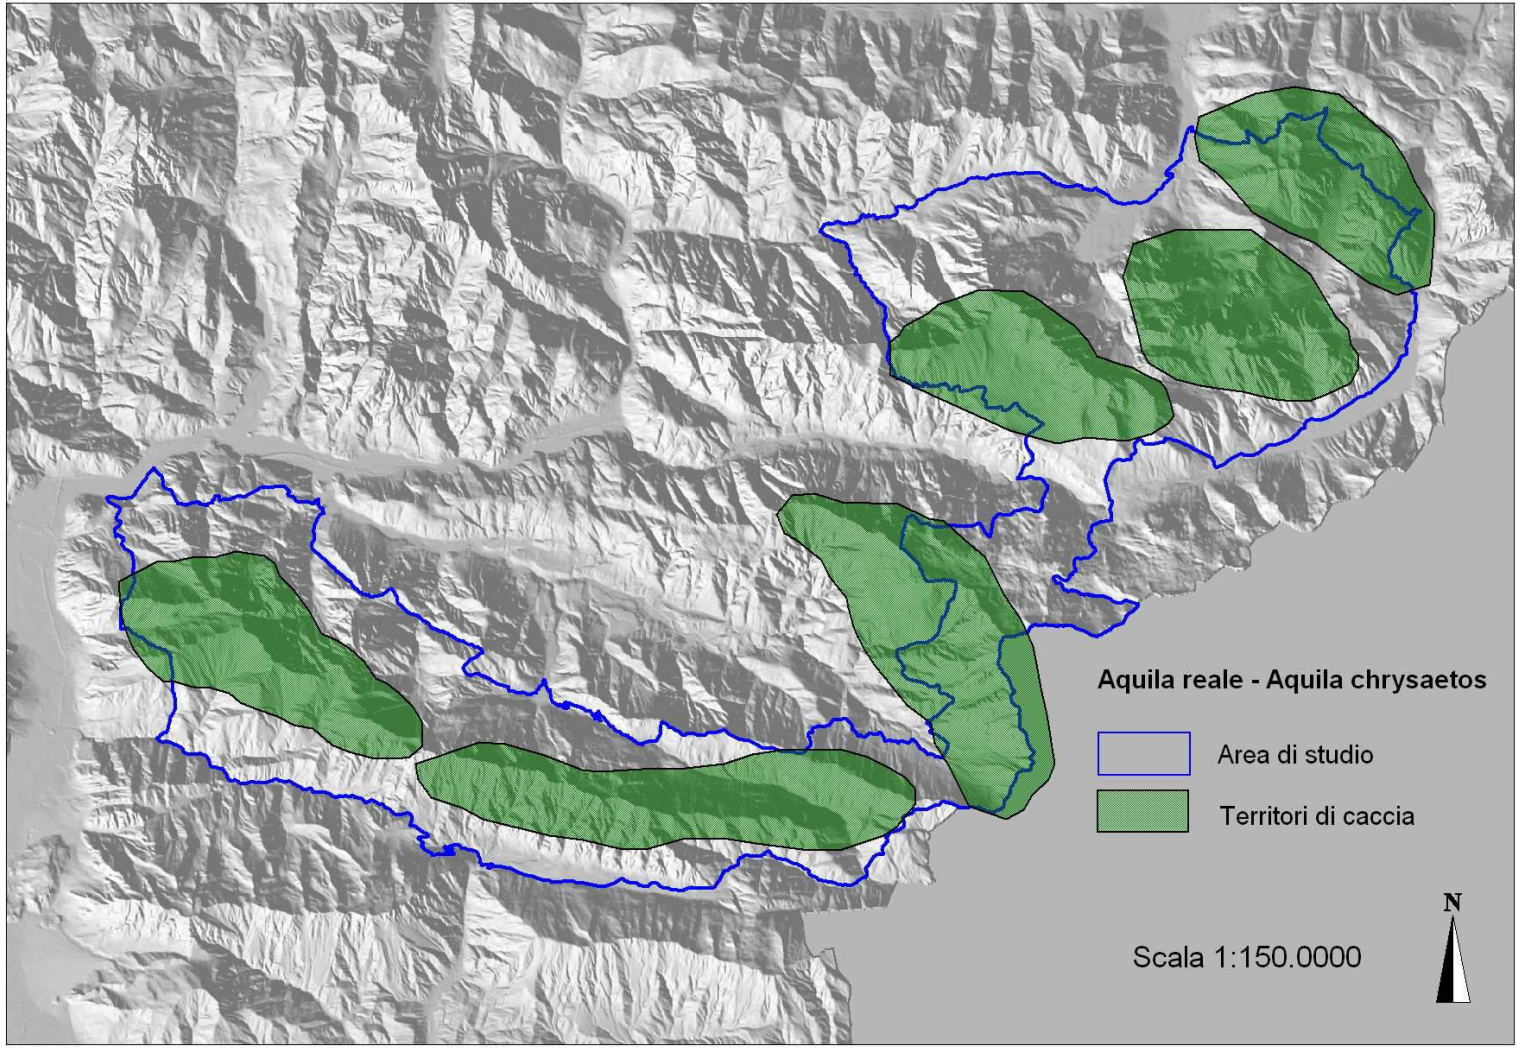 Aquila reale - Aquila chrysaetos
Area di studio
Territori di caccia
N
Scala 1:150.0000